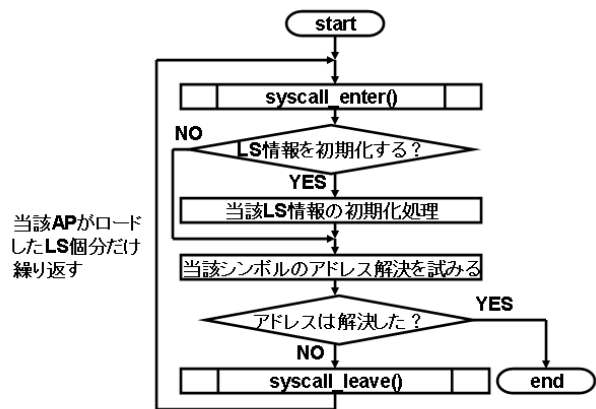 start
syscall_enter()
NO
LS情報を初期化する？
YES
当該LS情報の初期化処理
当該APがロード
したLS個分だけ
繰り返す
当該シンボルのアドレス解決を試みる
YES
アドレスは解決した？
NO
syscall_leave()
end